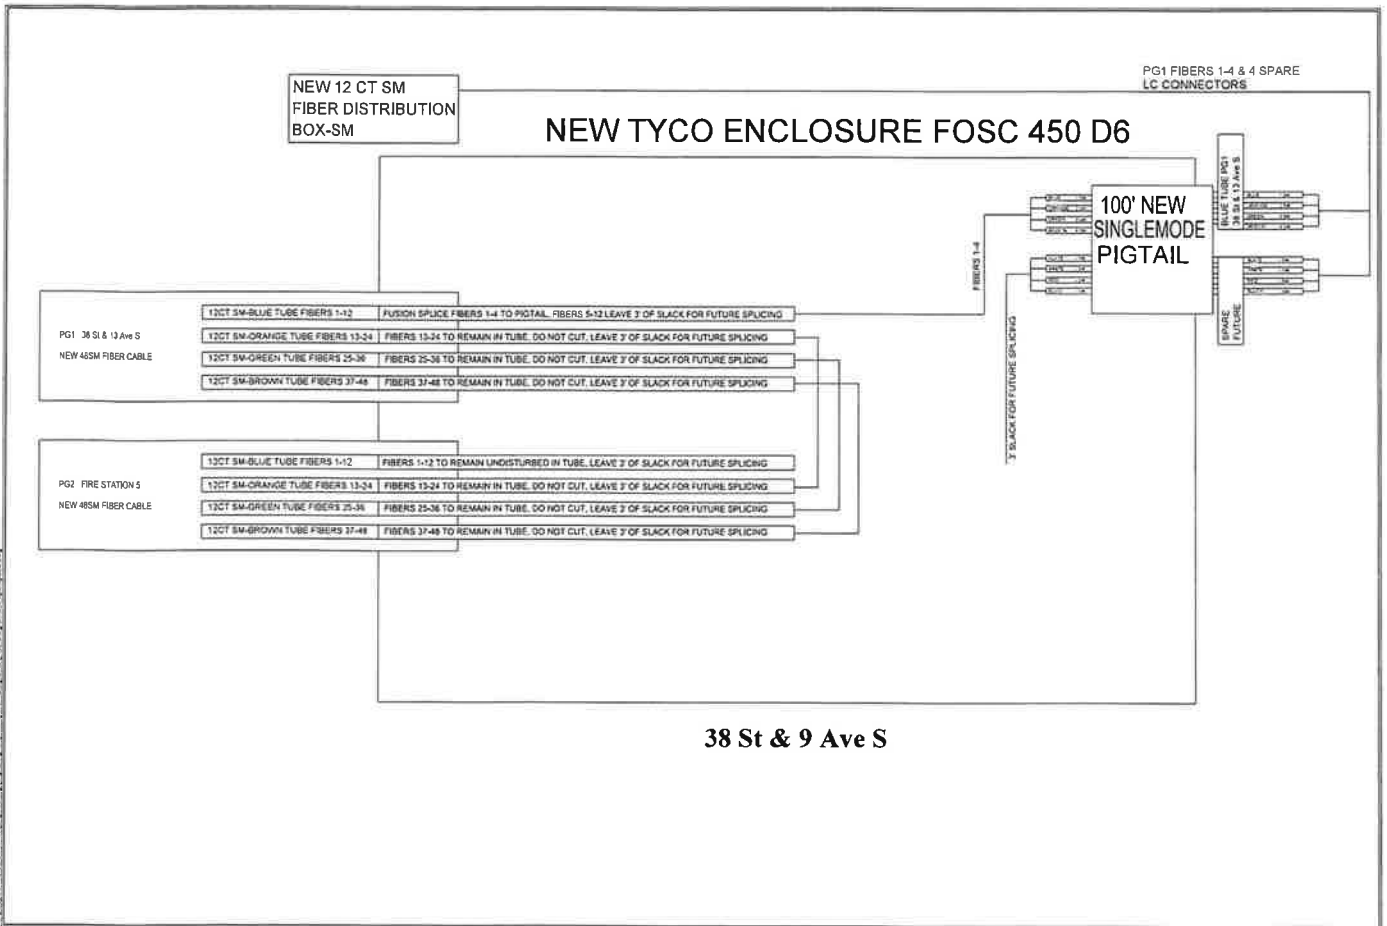 PG1 FIBERS 1-4 & 4 SPARE
LC CONNECTORS
NEW 12 CT SM
FIBER DISTRIBUTION
BOX-SM
NEW TYCO ENCLOSURE FOSC 450 D6
BLUE TUBE PG1
38 St & 13 Ave S
100' NEW
SINGLEMODE
PIGTAIL
FIBERS 1-4
SPARE
FUTURE
3' SLACK FOR FUTURE SPLICING
PG1 38 St & 13 Ave S
NEW 48SM FIBER CABLE
12CT SM-BLUE TUBE FIBERS 1-12 FUSION SPLICE FIBERS 1-4 TO PIGTAIL. FIBERS 5-12 LEAVE 3' OF SLACK FOR FUTURE SPLICING
12CT SM-ORANGE TUBE FIBERS 13-24 FIBERS 13-24 TO REMAIN IN TUBE. DO NOT CUT. LEAVE 3' OF SLACK FOR FUTURE SPLICING
12CT SM-GREEN TUBE FIBERS 25-36 FIBERS 25-36 TO REMAIN IN TUBE. DO NOT CUT. LEAVE 3' OF SLACK FOR FUTURE SPLICING
12CT SM-BROWN TUBE FIBERS 37-48 FIBERS 37-48 TO REMAIN IN TUBE. DO NOT CUT. LEAVE 3' OF SLACK FOR FUTURE SPLICING
PG2 FIRE STATION 5
NEW 48SM FIBER CABLE
12CT SM-BLUE TUBE FIBERS 1-12 FIBERS 1-12 TO REMAIN UNDISTURBED IN TUBE. LEAVE 3' OF SLACK FOR FUTURE SPLICING
12CT SM-ORANGE TUBE FIBERS 13-24 FIBERS 13-24 TO REMAIN IN TUBE. DO NOT CUT. LEAVE 3' OF SLACK FOR FUTURE SPLICING
12CT SM-GREEN TUBE FIBERS 25-36 FIBERS 25-36 TO REMAIN IN TUBE. DO NOT CUT. LEAVE 3' OF SLACK FOR FUTURE SPLICING
12CT SM-BROWN TUBE FIBERS 37-48 FIBERS 37-48 TO REMAIN IN TUBE. DO NOT CUT. LEAVE 3' OF SLACK FOR FUTURE SPLICING
38 St & 9 Ave S